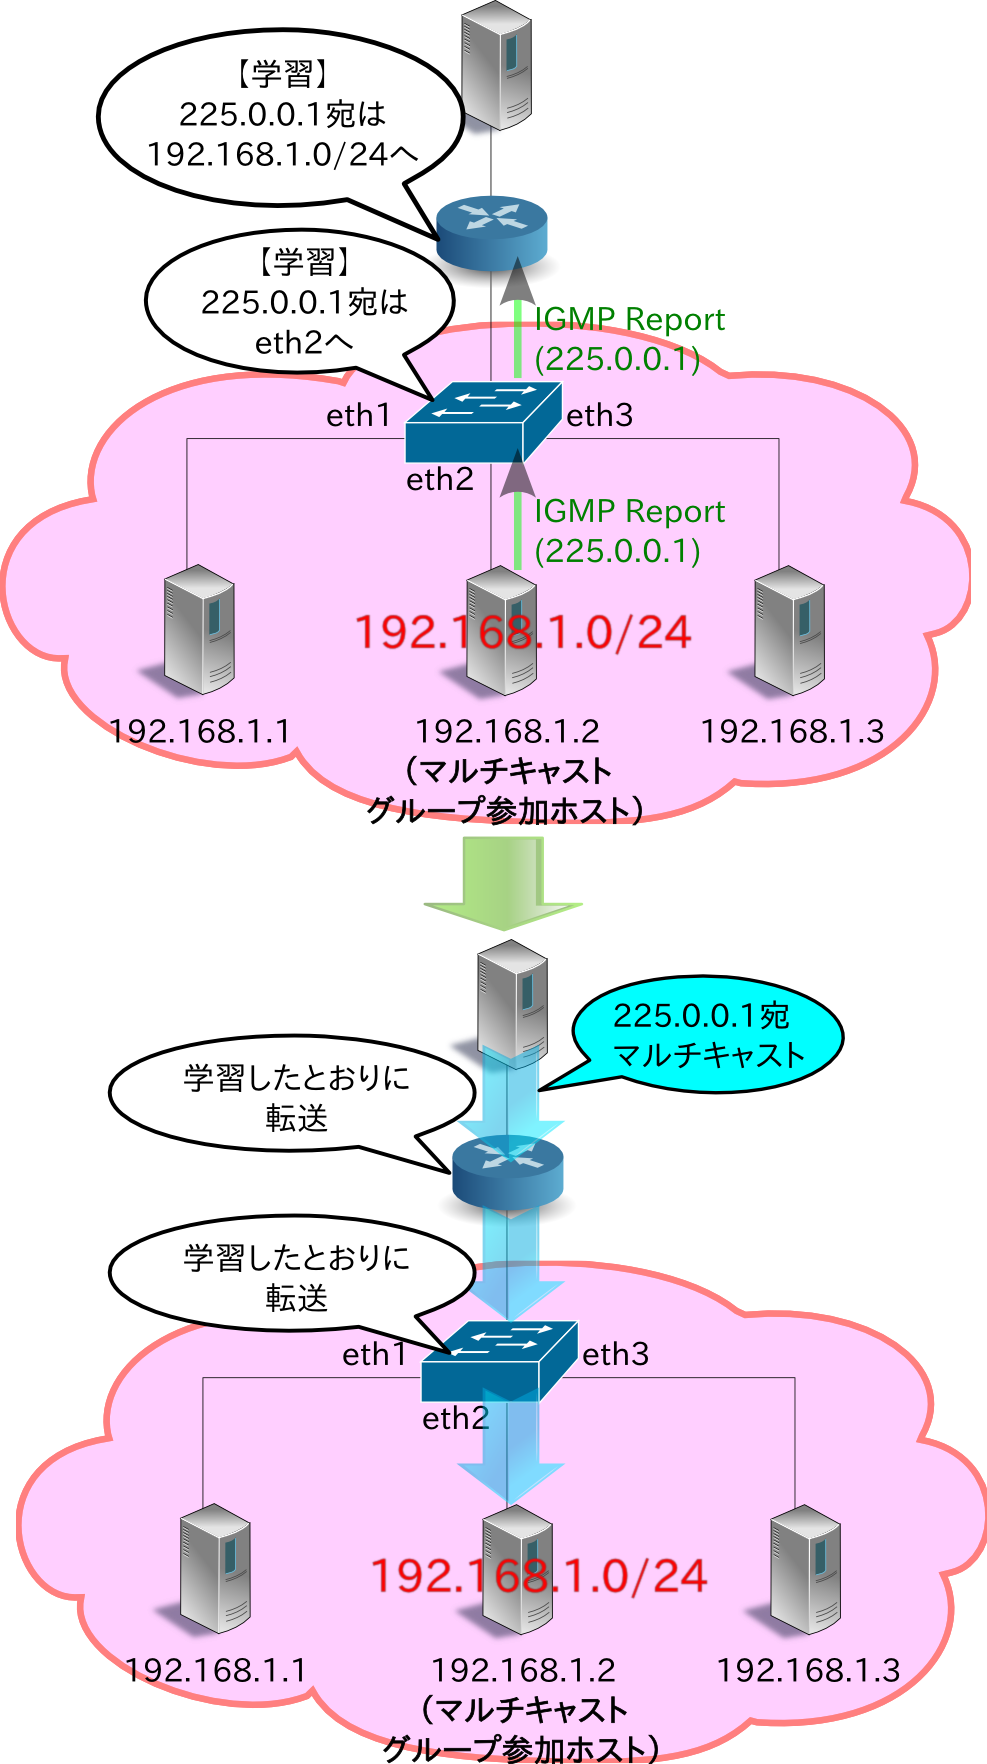 【学習】
225.0.0.1宛は
192.168.1.0/24へ
【学習】
225.0.0.1宛は
eth2へ
IGMP Report
(225.0.0.1)
eth1
eth3
eth2
IGMP Report
(225.0.0.1)
192.168.1.0/24
192.168.1.1
192.168.1.2
192.168.1.3
（マルチキャスト
グループ参加ホスト）
225.0.0.1宛
マルチキャスト
学習したとおりに
転送
学習したとおりに
転送
eth1
eth3
eth2
192.168.1.0/24
192.168.1.1
192.168.1.2
192.168.1.3
（マルチキャスト
グループ参加ホスト）